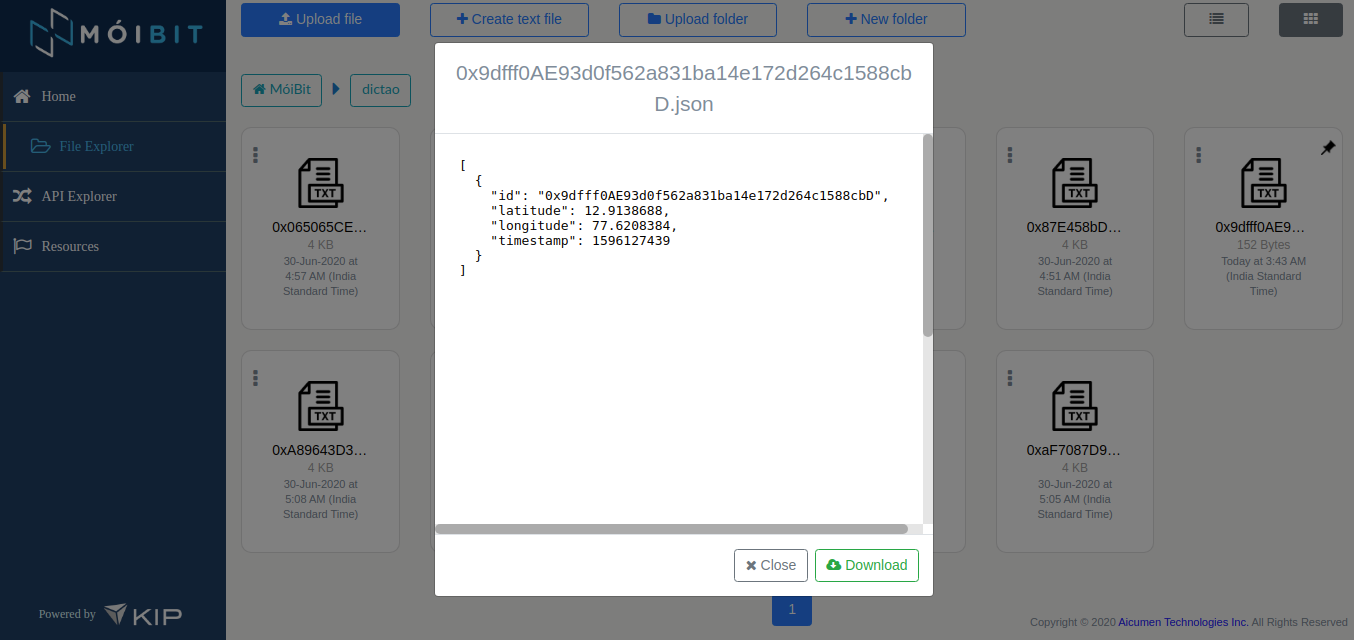 MÓIBIT
Home
File Explorer
API Explorer
Resources
Powered by KIP
Upload file
Create text file
Upload folder
New folder
MóiBit
dictao
0x9dfff0AE93d0f562a831ba14e172d264c1588cb
D.json
[
{
"id": "0x9dfff0AE93d0f562a831ba14e172d264c1588cbD",
"latitude": 12.9138688,
"longitude": 77.6208384,
"timestamp": 1596127439
}
]
Close
Download
TXT
0x065065CE...
4 KB
30-Jun-2020 at
4:57 AM (India
Standard Time)
TXT
0x87E458bD...
4 KB
30-Jun-2020 at
4:51 AM (India
Standard Time)
TXT
0x9dfff0AE9...
152 Bytes
Today at 3:43 AM
(India Standard
Time)
TXT
0xA89643D3...
4 KB
30-Jun-2020 at
5:08 AM (India
Standard Time)
TXT
0xaF7087D9...
4 KB
30-Jun-2020 at
5:05 AM (India
Standard Time)
1
Copyright © 2020 Aicumen Technologies Inc. All Rights Reserved